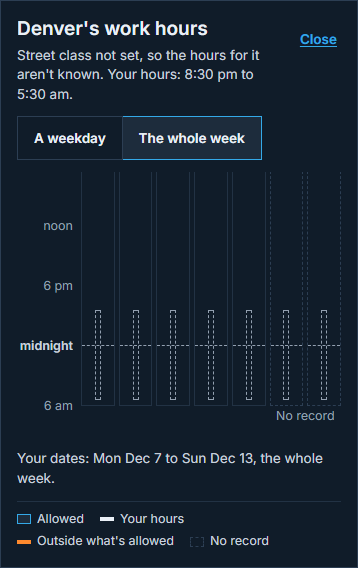 Denver's work hours
Close
Street class not set, so the hours for it
aren't known. Your hours: 8:30 pm to
5:30 am.
A weekday
The whole week
noon
6 pm
midnight
6 am
No record
Your dates: Mon Dec 7 to Sun Dec 13, the whole
week.
Allowed
Your hours
Outside what's allowed
No record